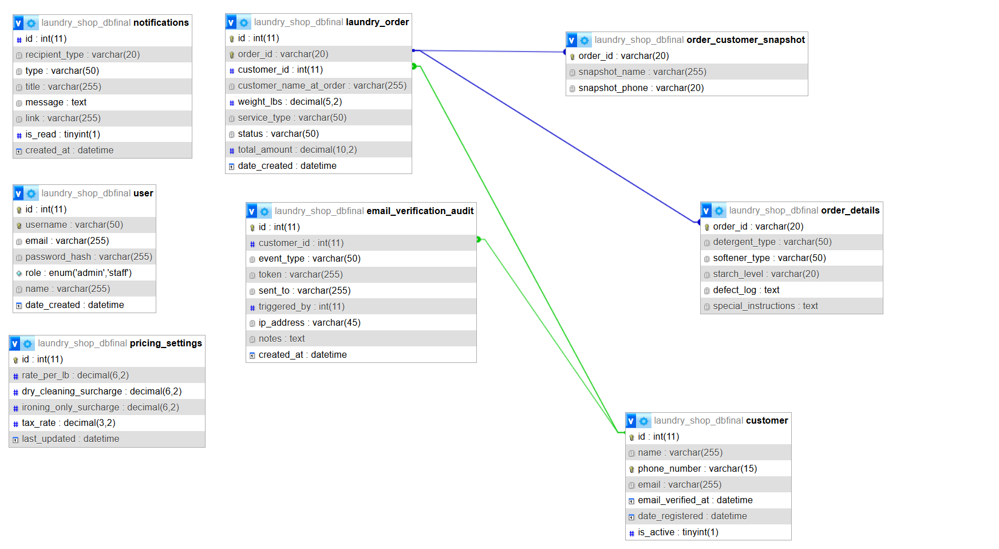 v laundry_shop_dbfinal notifications
# id : int(11)
recipient_type : varchar(20)
type : varchar(50)
title : varchar(255)
message : text
link : varchar(255)
# is_read : tinyint(1)
created_at : datetime
v laundry_shop_dbfinal laundry_order
id : int(11)
order_id : varchar(20)
# customer_id : int(11)
customer_name_at_order : varchar(255)
# weight_lbs : decimal(5,2)
service_type : varchar(50)
status : varchar(50)
# total_amount : decimal(10,2)
date_created : datetime
v laundry_shop_dbfinal order_customer_snapshot
order_id : varchar(20)
snapshot_name : varchar(255)
snapshot_phone : varchar(20)
v laundry_shop_dbfinal user
id : int(11)
username : varchar(50)
email : varchar(255)
password_hash : varchar(255)
role : enum('admin','staff')
name : varchar(255)
date_created : datetime
v laundry_shop_dbfinal email_verification_audit
id : int(11)
# customer_id : int(11)
event_type : varchar(50)
token : varchar(255)
sent_to : varchar(255)
# triggered_by : int(11)
ip_address : varchar(45)
notes : text
created_at : datetime
v laundry_shop_dbfinal order_details
order_id : varchar(20)
detergent_type : varchar(50)
softener_type : varchar(50)
starch_level : varchar(20)
defect_log : text
special_instructions : text
v laundry_shop_dbfinal pricing_settings
id : int(11)
# rate_per_lb : decimal(6,2)
# dry_cleaning_surcharge : decimal(6,2)
# ironing_only_surcharge : decimal(6,2)
# tax_rate : decimal(3,2)
last_updated : datetime
v laundry_shop_dbfinal customer
id : int(11)
name : varchar(255)
phone_number : varchar(15)
email : varchar(255)
email_verified_at : datetime
date_registered : datetime
# is_active : tinyint(1)